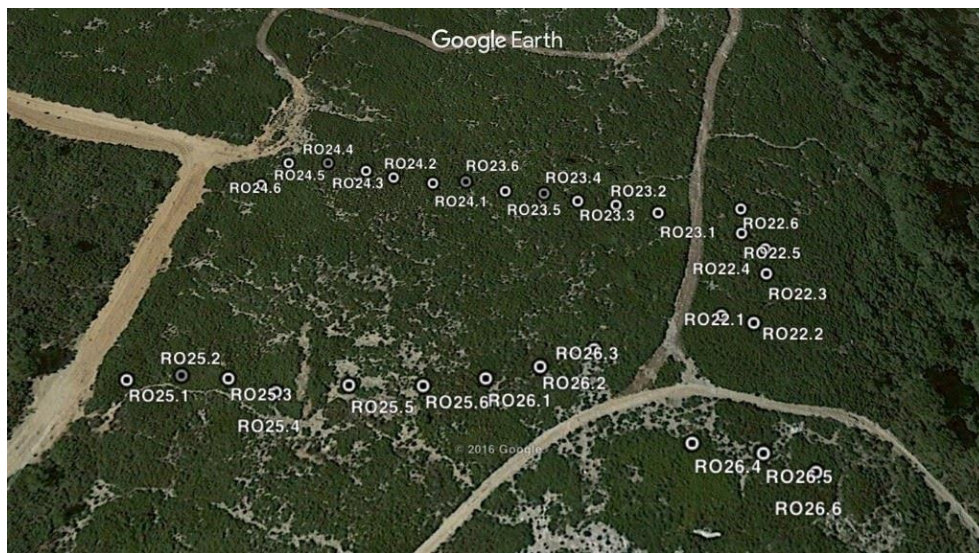 Google Earth
RO24.4
RO24.5
RO24.2
RO23.6
RO24.6
RO24.3
RO23.4
RO23.2
RO24.1
RO23.5
RO23.3
RO23.1
RO22.6
RO22.5
RO22.4
RO22.3
RO22.1
RO22.2
RO25.2
RO26.3
RO25.1
RO25.3
RO26.2
RO25.5
RO25.6
RO26.1
RO25.4
© 2016 Google
RO26.4
RO26.5
RO26.6